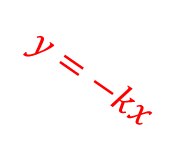 y = −kx